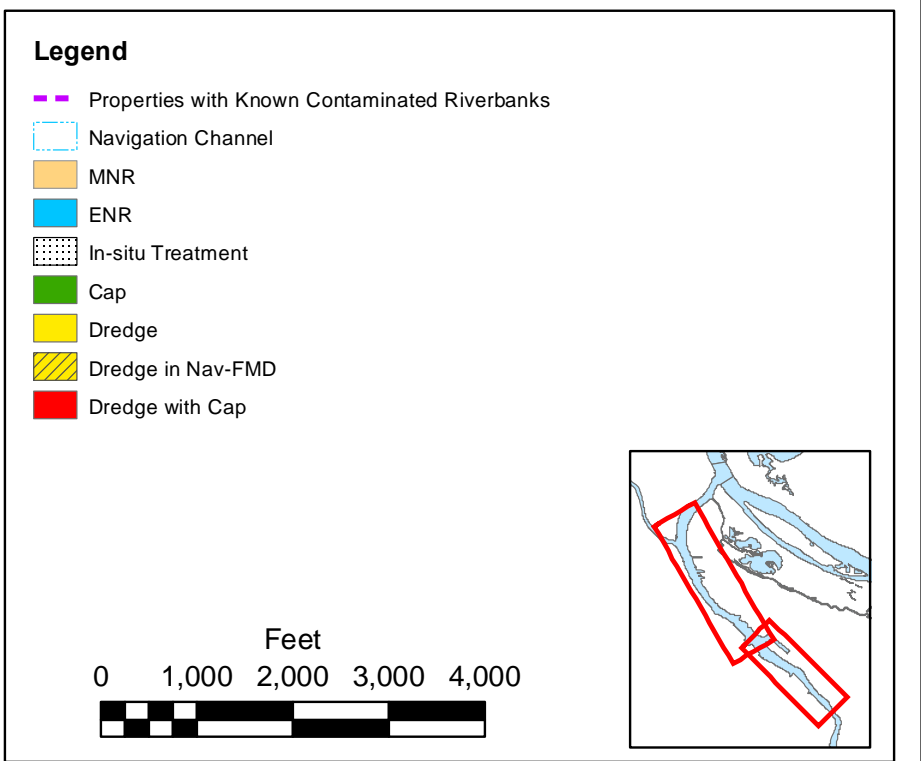 Legend
Properties with Known Contaminated Riverbanks
Navigation Channel
MNR
ENR
In-situ Treatment
Cap
Dredge
Dredge in Nav-FMD
Dredge with Cap
Feet
0 1,000 2,000 3,000 4,000